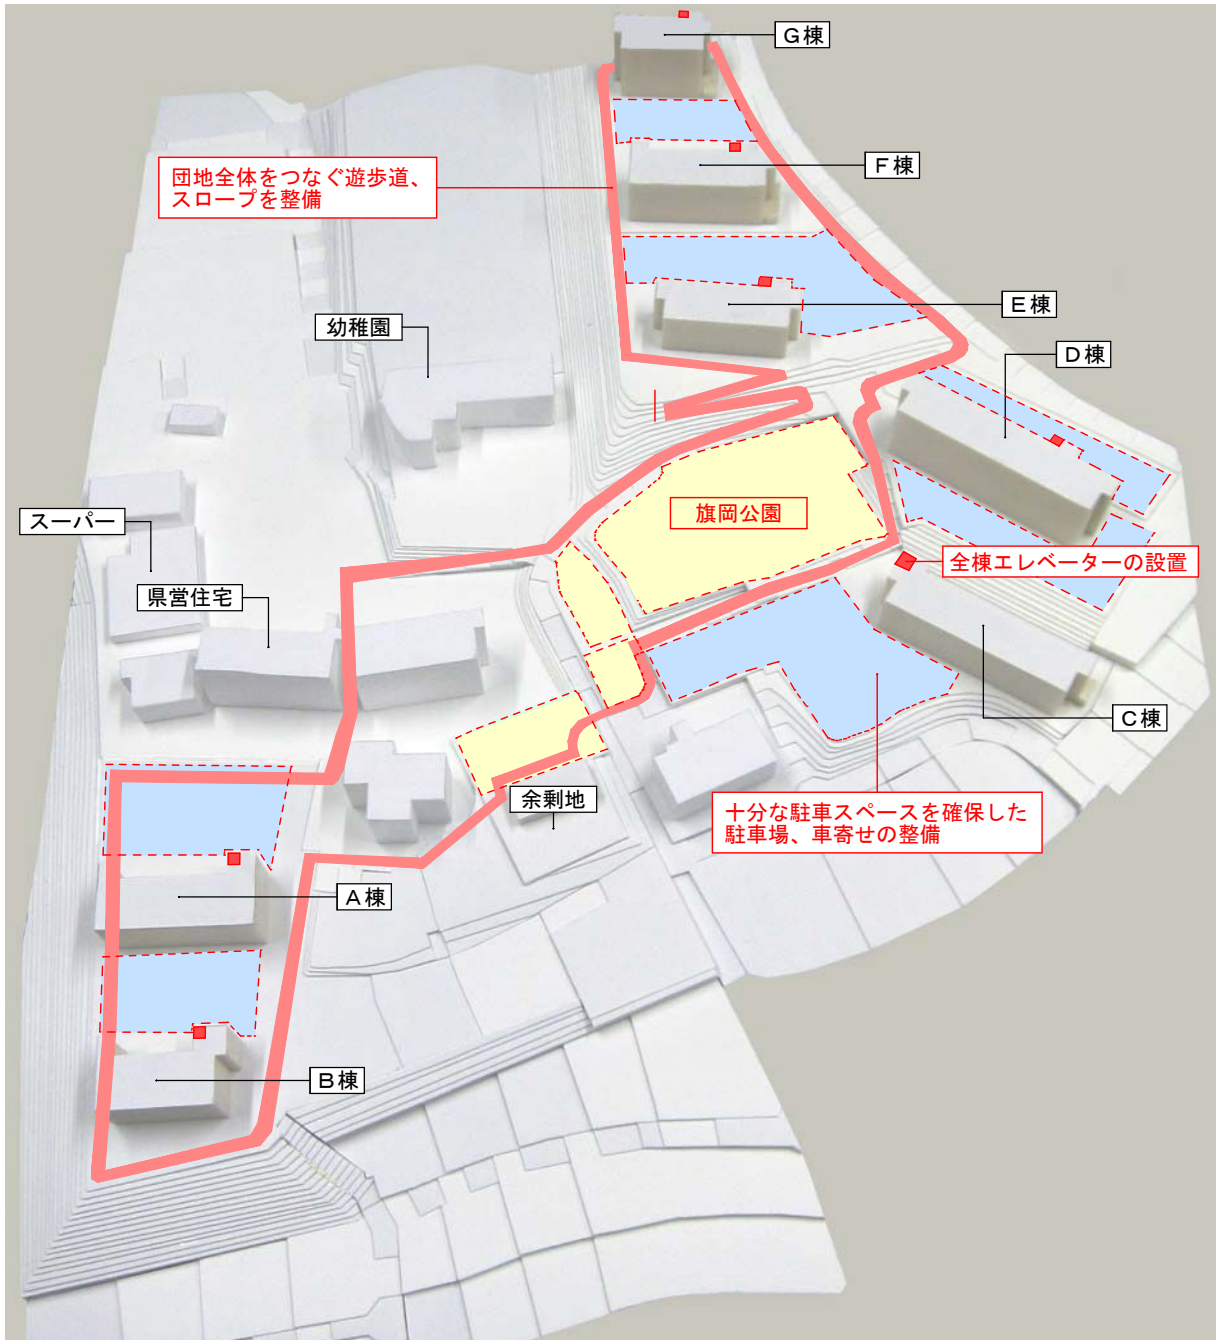 G棟
団地全体をつなぐ遊歩道、
スロープを整備
F棟
E棟
幼稚園
D棟
旗岡公園
スーパー
全棟エレベーターの設置
県営住宅
C棟
余剰地
十分な駐車スペースを確保した
駐車場、車寄せの整備
A棟
B棟